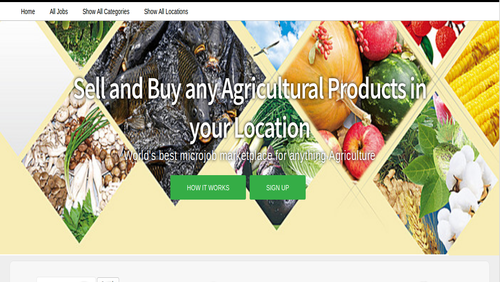 Home All Jobs Show All Categories Show All Locations
Sell and Buy any Agricultural Products in
your Location
World's best microjob marketplace for anything Agriculture
HOW IT WORKS SIGN UP